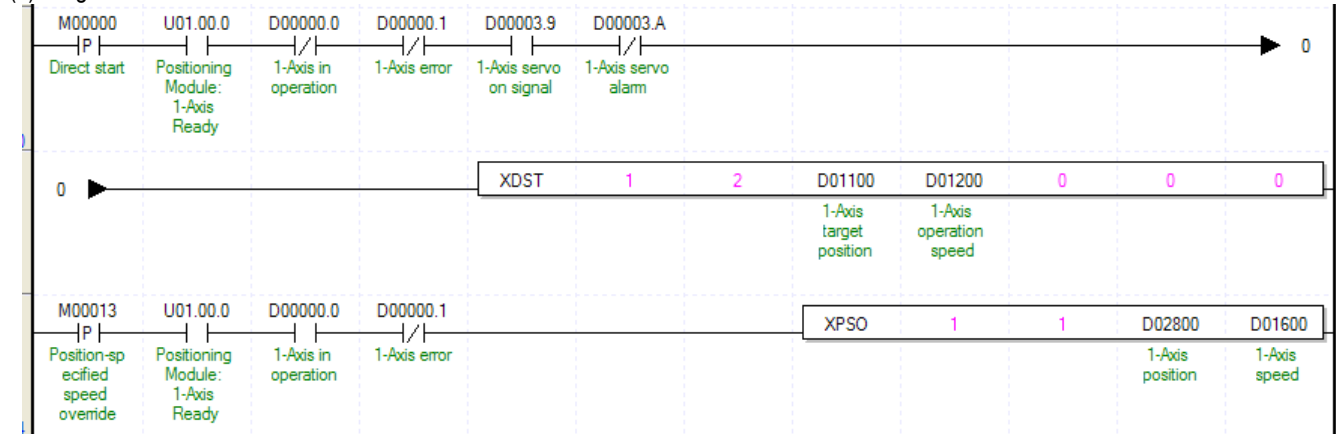 M00000 U01.00.0 D00000.0 D00000.1 D00003.9 D00003.A
P
0
Direct start Positioning 1-Axis in 1-Axis error 1-Axis servo 1-Axis servo
Module: operation on signal alarm
1-Axis
Ready
0 XDST 1 2 D01100 D01200 0 0 0
1-Axis 1-Axis
target operation
position speed
M00013 U01.00.0 D00000.0 D00000.1
P
XPSO 1 1 D02800 D01600
Position-sp Positioning 1-Axis in 1-Axis error 1-Axis 1-Axis
ecified Module: operation position speed
speed 1-Axis
override Ready